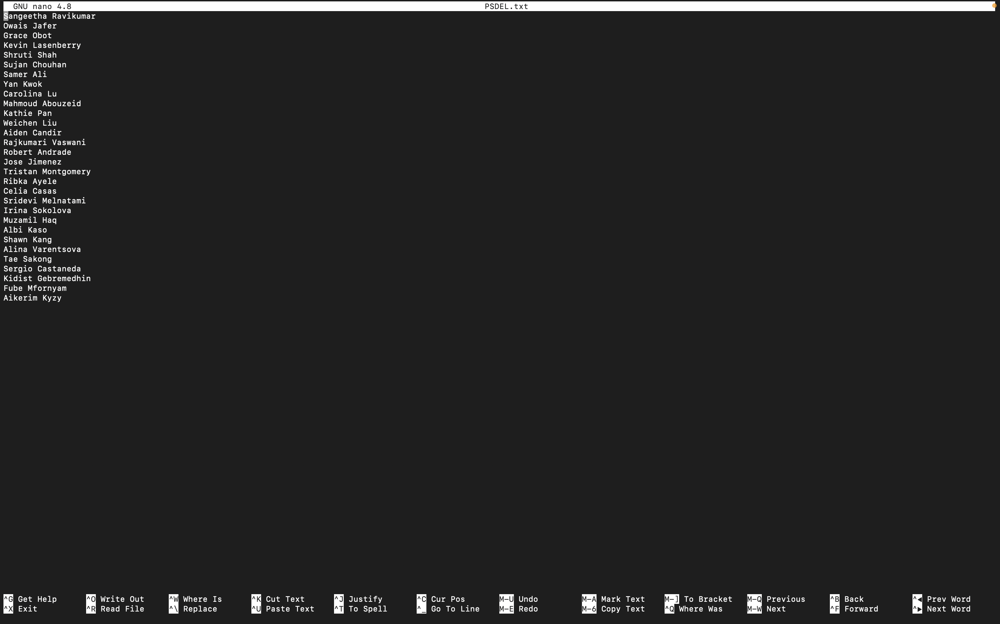 GNU nano 4.8 PSDEL.txt
Sangeetha Ravikumar
Owais Jafer
Grace Obot
Kevin Lasenberry
Shruti Shah
Sujan Chouhan
Samer Ali
Yan Kwok
Carolina Lu
Mahmoud Abouzeid
Kathie Pan
Weichen Liu
Aiden Candir
Rajkumari Vaswani
Robert Andrade
Jose Jimenez
Tristan Montgomery
Ribka Ayele
Celia Casas
Sridevi Melnatami
Irina Sokolova
Muzamil Haq
Albi Kaso
Shawn Kang
Alina Varentsova
Tae Sakong
Sergio Castaneda
Kidist Gebremedhin
Fube Mfornyam
Aikerim Kyzy
^G Get Help ^O Write Out ^W Where Is ^K Cut Text ^J Justify ^C Cur Pos M-U Undo M-A Mark Text M-] To Bracket M-Q Previous ^B Back ^◀ Prev Word
^X Exit ^R Read File ^\ Replace ^U Paste Text ^T To Spell ^_ Go To Line M-E Redo M-6 Copy Text ^Q Where Was M-W Next ^F Forward ^▶ Next Word